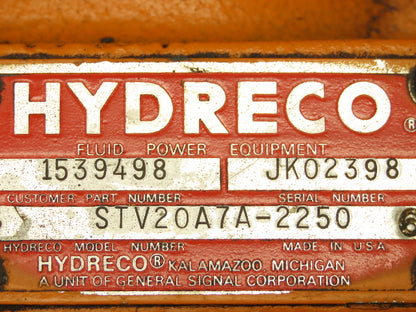 HYDRECO®
FLUID POWER EQUIPMENT
1539498 JK02398
CUSTOMER PART NUMBER SERIAL NUMBER
STV20A7A-2250
HYDRECO MODEL NUMBER MADE IN U.S.A
HYDRECO® KALAMAZOO, MICHIGAN
A UNIT OF GENERAL SIGNAL CORPORATION